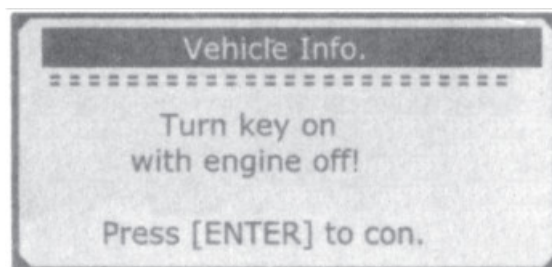 Vehicle Info.
========================
Turn key on
with engine off!
Press [ENTER] to con.